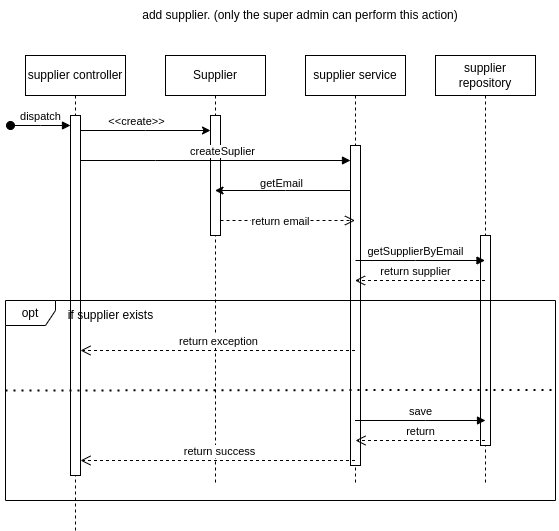 add supplier. (only the super admin can perform this action)
supplier controller
Supplier
supplier service
supplier
repository
dispatch
<<create>>
createSuplier
getEmail
return email
getSupplierByEmail
return supplier
opt
if supplier exists
return exception
save
return
return success